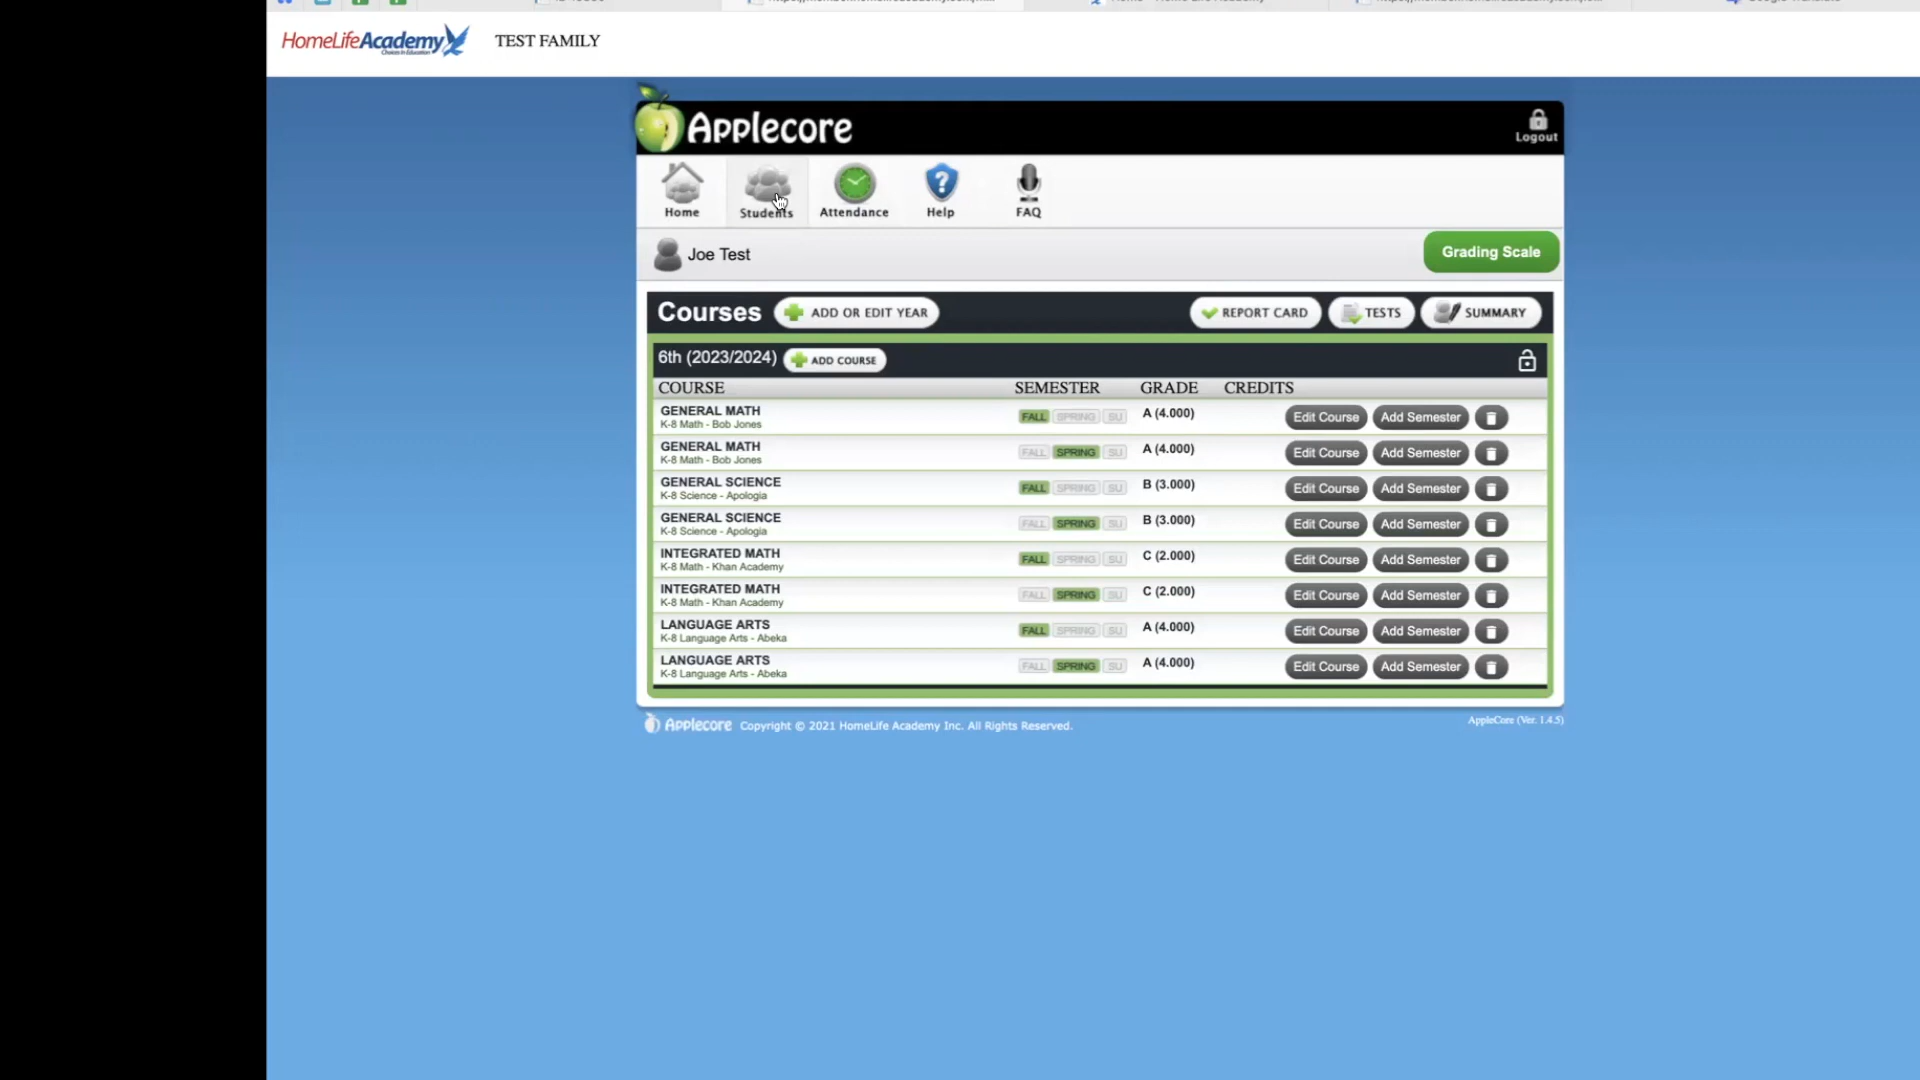 HomeLifeAcademy
Choices in Education
TEST FAMILY
Applecore
Logout
Home
Students
Attendance
Help
FAQ
Joe Test
Grading Scale
Courses
ADD OR EDIT YEAR
REPORT CARD
TESTS
SUMMARY
6th (2023/2024)
ADD COURSE
COURSE SEMESTER GRADE CREDITS
GENERAL MATH FALL SPRING SU A (4.000) Edit Course Add Semester
K-8 Math - Bob Jones
GENERAL MATH FALL SPRING SU A (4.000) Edit Course Add Semester
K-8 Math - Bob Jones
GENERAL SCIENCE FALL SPRING SU B (3.000) Edit Course Add Semester
K-8 Science - Apologia
GENERAL SCIENCE FALL SPRING SU B (3.000) Edit Course Add Semester
K-8 Science - Apologia
INTEGRATED MATH FALL SPRING SU C (2.000) Edit Course Add Semester
K-8 Math - Khan Academy
INTEGRATED MATH FALL SPRING SU C (2.000) Edit Course Add Semester
K-8 Math - Khan Academy
LANGUAGE ARTS FALL SPRING SU A (4.000) Edit Course Add Semester
K-8 Language Arts - Abeka
LANGUAGE ARTS FALL SPRING SU A (4.000) Edit Course Add Semester
K-8 Language Arts - Abeka
Applecore Copyright © 2021 HomeLife Academy Inc. All Rights Reserved.
AppleCore (Ver. 1.4.5)